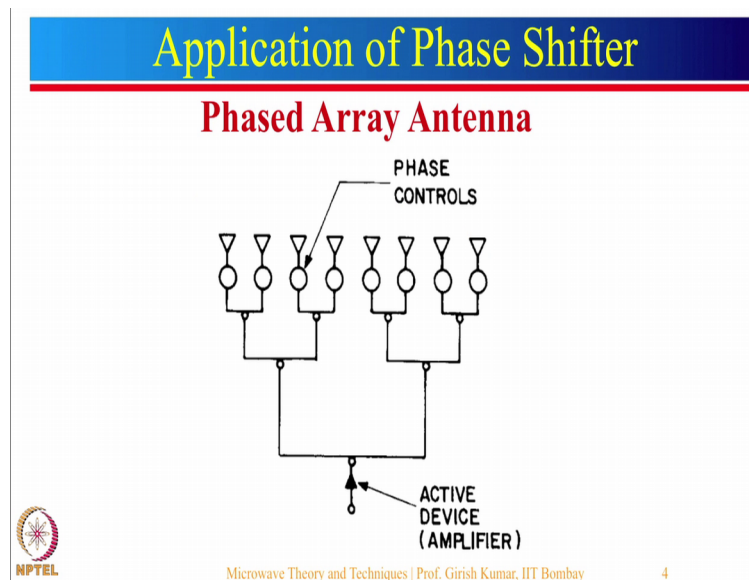 Application of Phase Shifter
Phased Array Antenna
PHASE
CONTROLS
ACTIVE
DEVICE
(AMPLIFIER)
NPTEL
Microwave Theory and Techniques | Prof. Girish Kumar, IIT Bombay
4